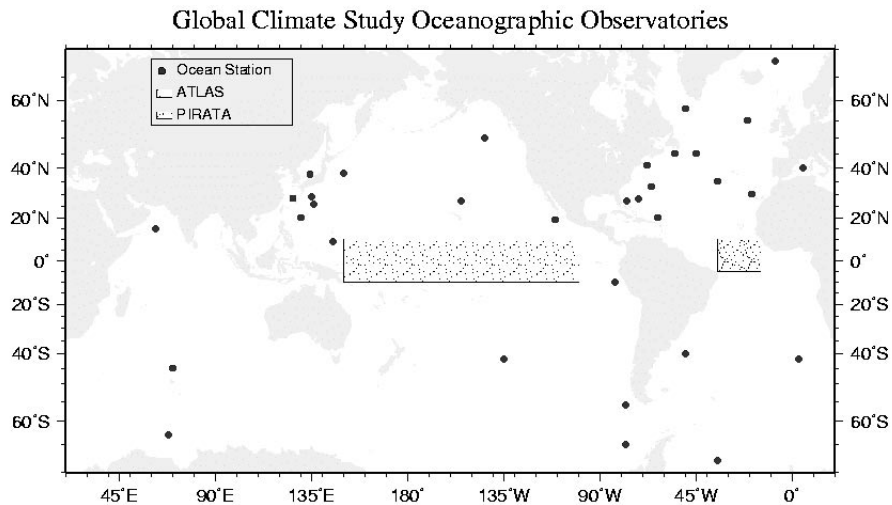 Global Climate Study Oceanographic Observatories
Ocean Station
ATLAS
PIRATA
60°N 60°N
40°N 40°N
20°N 20°N
0° 0°
20°S 20°S
40°S 40°S
60°S 60°S
45°E 90°E 135°E 180° 135°W 90°W 45°W 0°